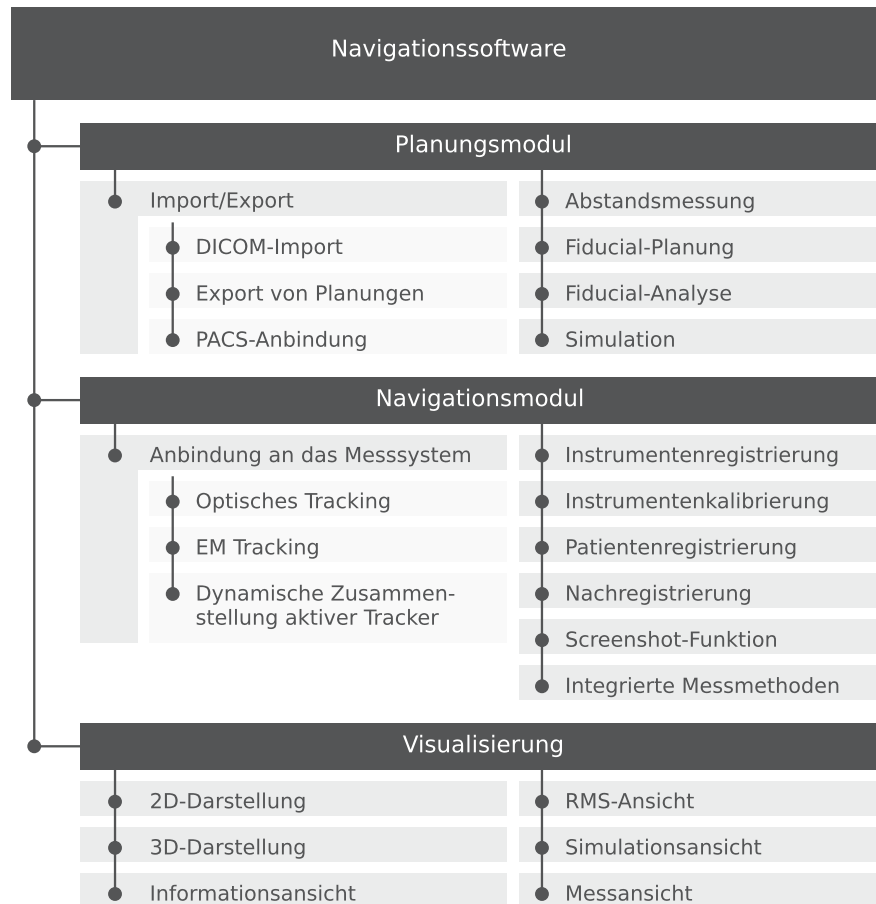 Navigationssoftware
Planungsmodul
Import/Export
DICOM-Import
Export von Planungen
PACS-Anbindung
Abstandsmessung
Fiducial-Planung
Fiducial-Analyse
Simulation
Navigationsmodul
Anbindung an das Messsystem
Optisches Tracking
EM Tracking
Dynamische Zusammen-
stellung aktiver Tracker
Instrumentenregistrierung
Instrumentenkalibrierung
Patientenregistrierung
Nachregistrierung
Screenshot-Funktion
Integrierte Messmethoden
Visualisierung
2D-Darstellung
3D-Darstellung
Informationsansicht
RMS-Ansicht
Simulationsansicht
Messansicht